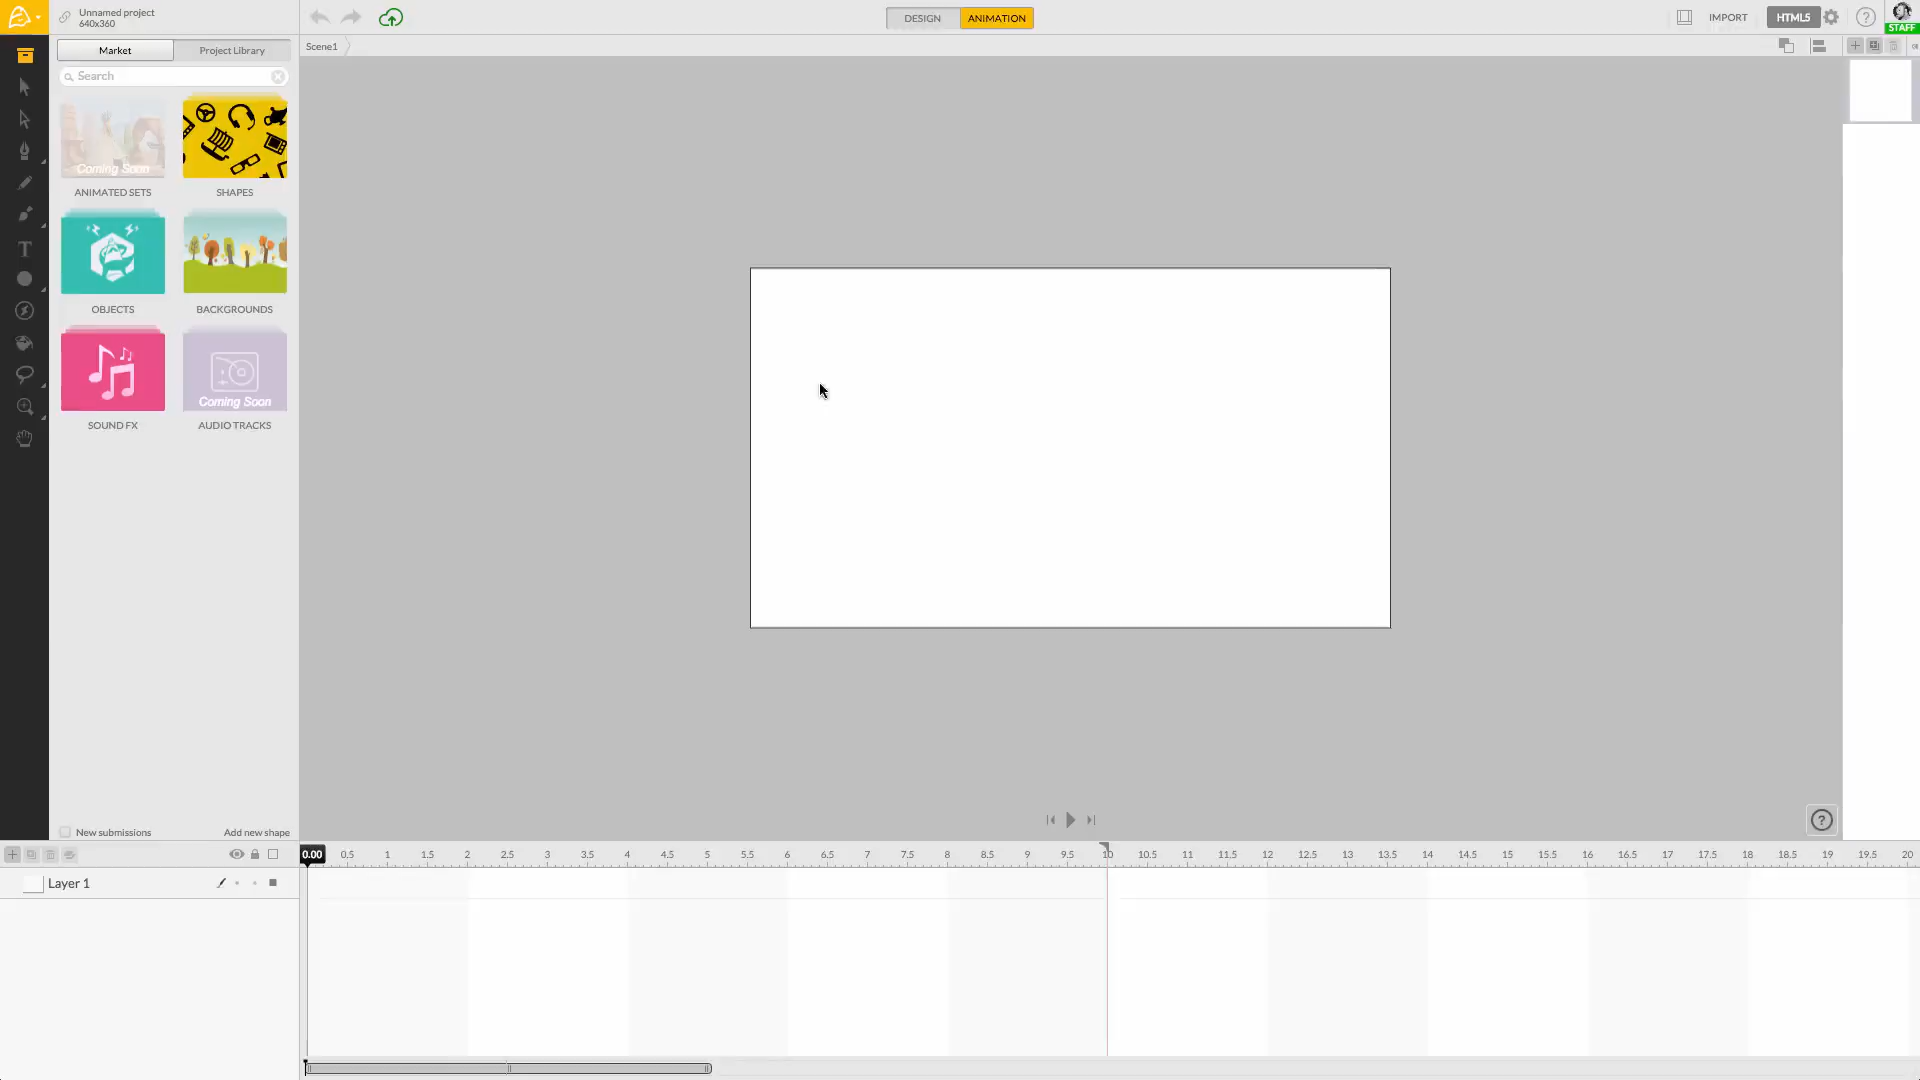 Unnamed project
640x360
DESIGN
ANIMATION
IMPORT
HTML5
STAFF
Market
Project Library
Scene1
Search
Coming Soon
ANIMATED SETS
SHAPES
OBJECTS
BACKGROUNDS
Coming Soon
SOUND FX
AUDIO TRACKS
New submissions
Add new shape
0.00 0.5 1 1.5 2 2.5 3 3.5 4 4.5 5 5.5 6 6.5 7 7.5 8 8.5 9 9.5 10 10.5 11 11.5 12 12.5 13 13.5 14 14.5 15 15.5 16 16.5 17 17.5 18 18.5 19 19.5 20
Layer 1